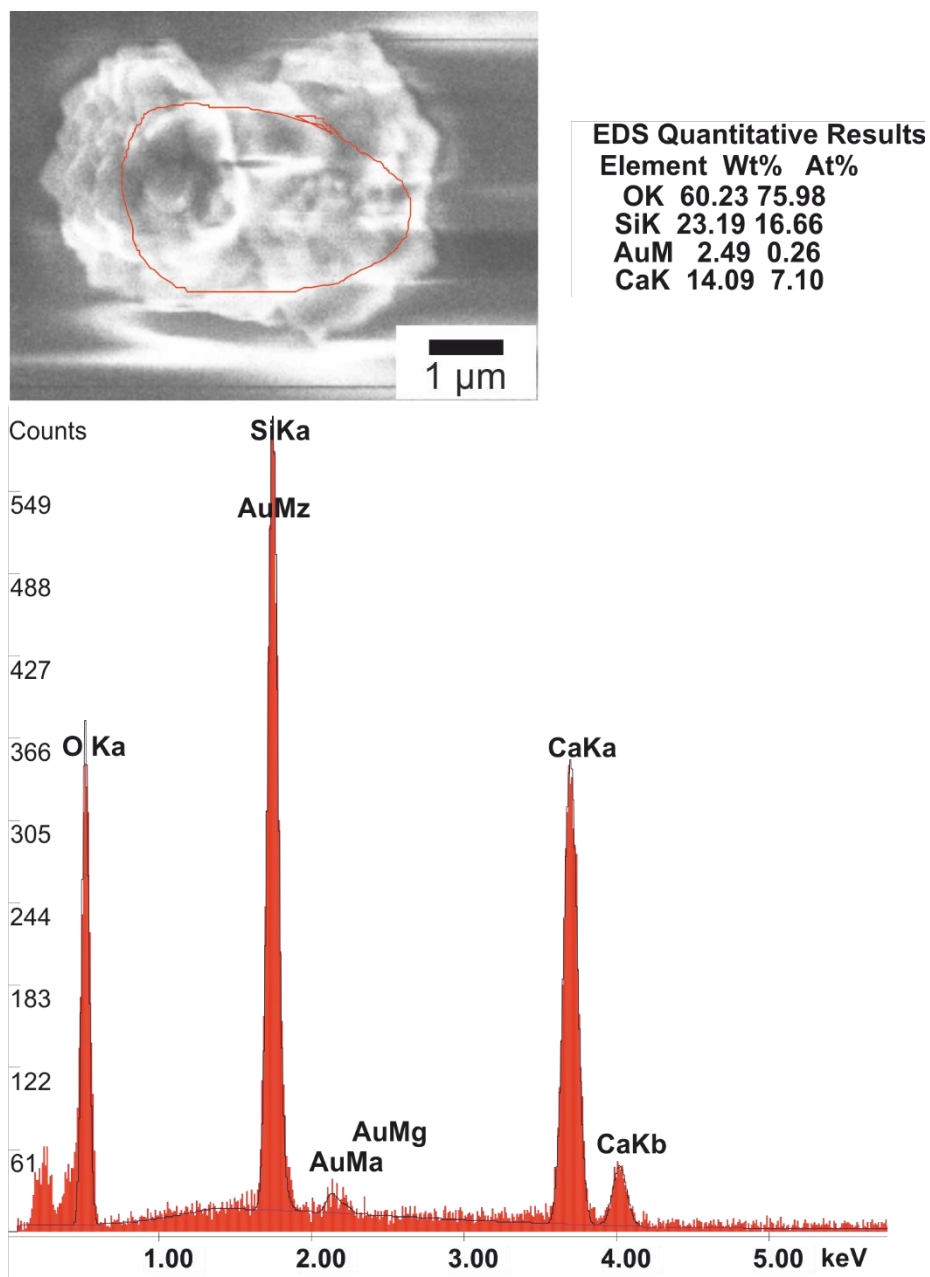 EDS Quantitative Results
Element Wt% At%
OK 60.23 75.98
SiK 23.19 16.66
AuM 2.49 0.26
CaK 14.09 7.10
1 µm
Counts
SiKa
549
AuMz
488
427
366
O Ka
CaKa
305
244
183
122
AuMg
61
AuMa
CaKb
1.00 2.00 3.00 4.00 5.00 keV